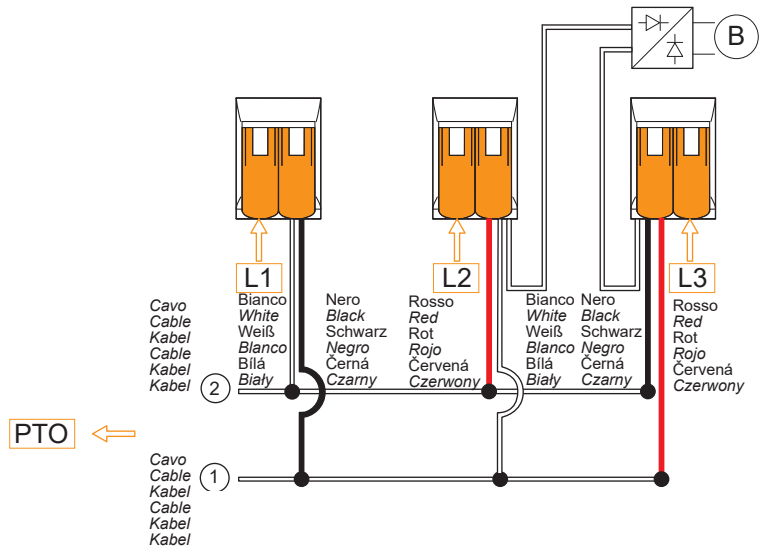 B
L1
L2
L3
Bianco
White
Weiß
Blanco
Bílá
Biały
Nero
Black
Schwarz
Negro
Černá
Czarny
Rosso
Red
Rot
Rojo
Červená
Czerwony
Bianco
White
Weiß
Blanco
Bílá
Biały
Nero
Black
Schwarz
Negro
Černá
Czarny
Rosso
Red
Rot
Rojo
Červená
Czerwony
Cavo
Cable
Kabel
Cable
Kabel
Kabel
2
PTO
Cavo
Cable
Kabel
Cable
Kabel
Kabel
1